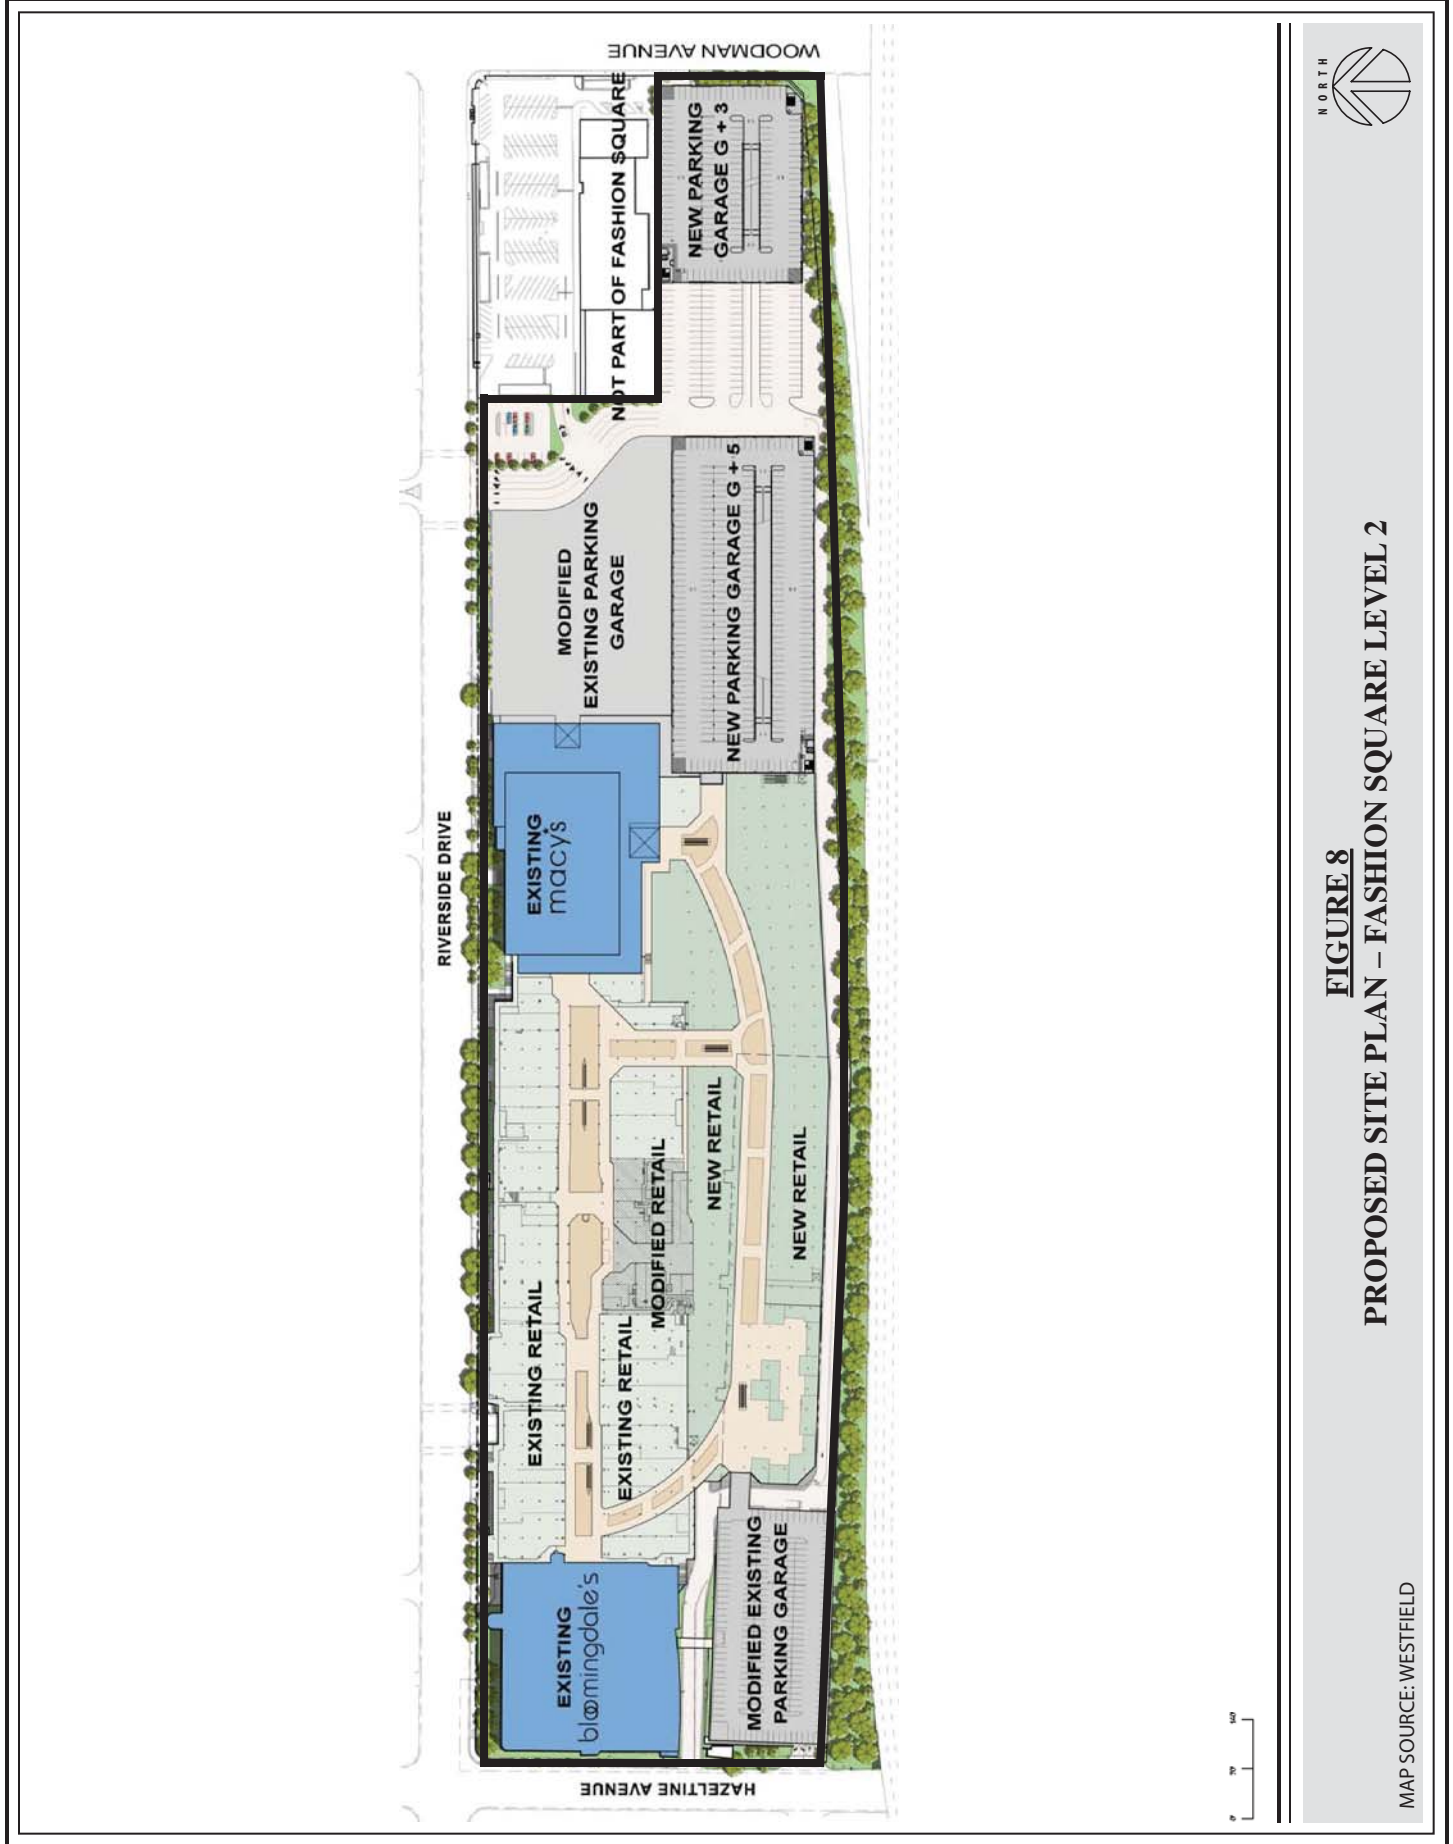 WOODMAN AVENUE
NORTH
NOT PART OF FASHION SQUARE
NEW PARKING
GARAGE G + 3
MODIFIED
EXISTING PARKING
GARAGE
NEW PARKING GARAGE G + 5
RIVERSIDE DRIVE
EXISTING
macy's
NEW RETAIL
NEW RETAIL
MODIFIED RETAIL
EXISTING RETAIL
EXISTING RETAIL
EXISTING
bloomingdale's
MODIFIED EXISTING
PARKING GARAGE
HAZELTINE AVENUE
FIGURE 8
PROPOSED SITE PLAN – FASHION SQUARE LEVEL 2
MAP SOURCE: WESTFIELD